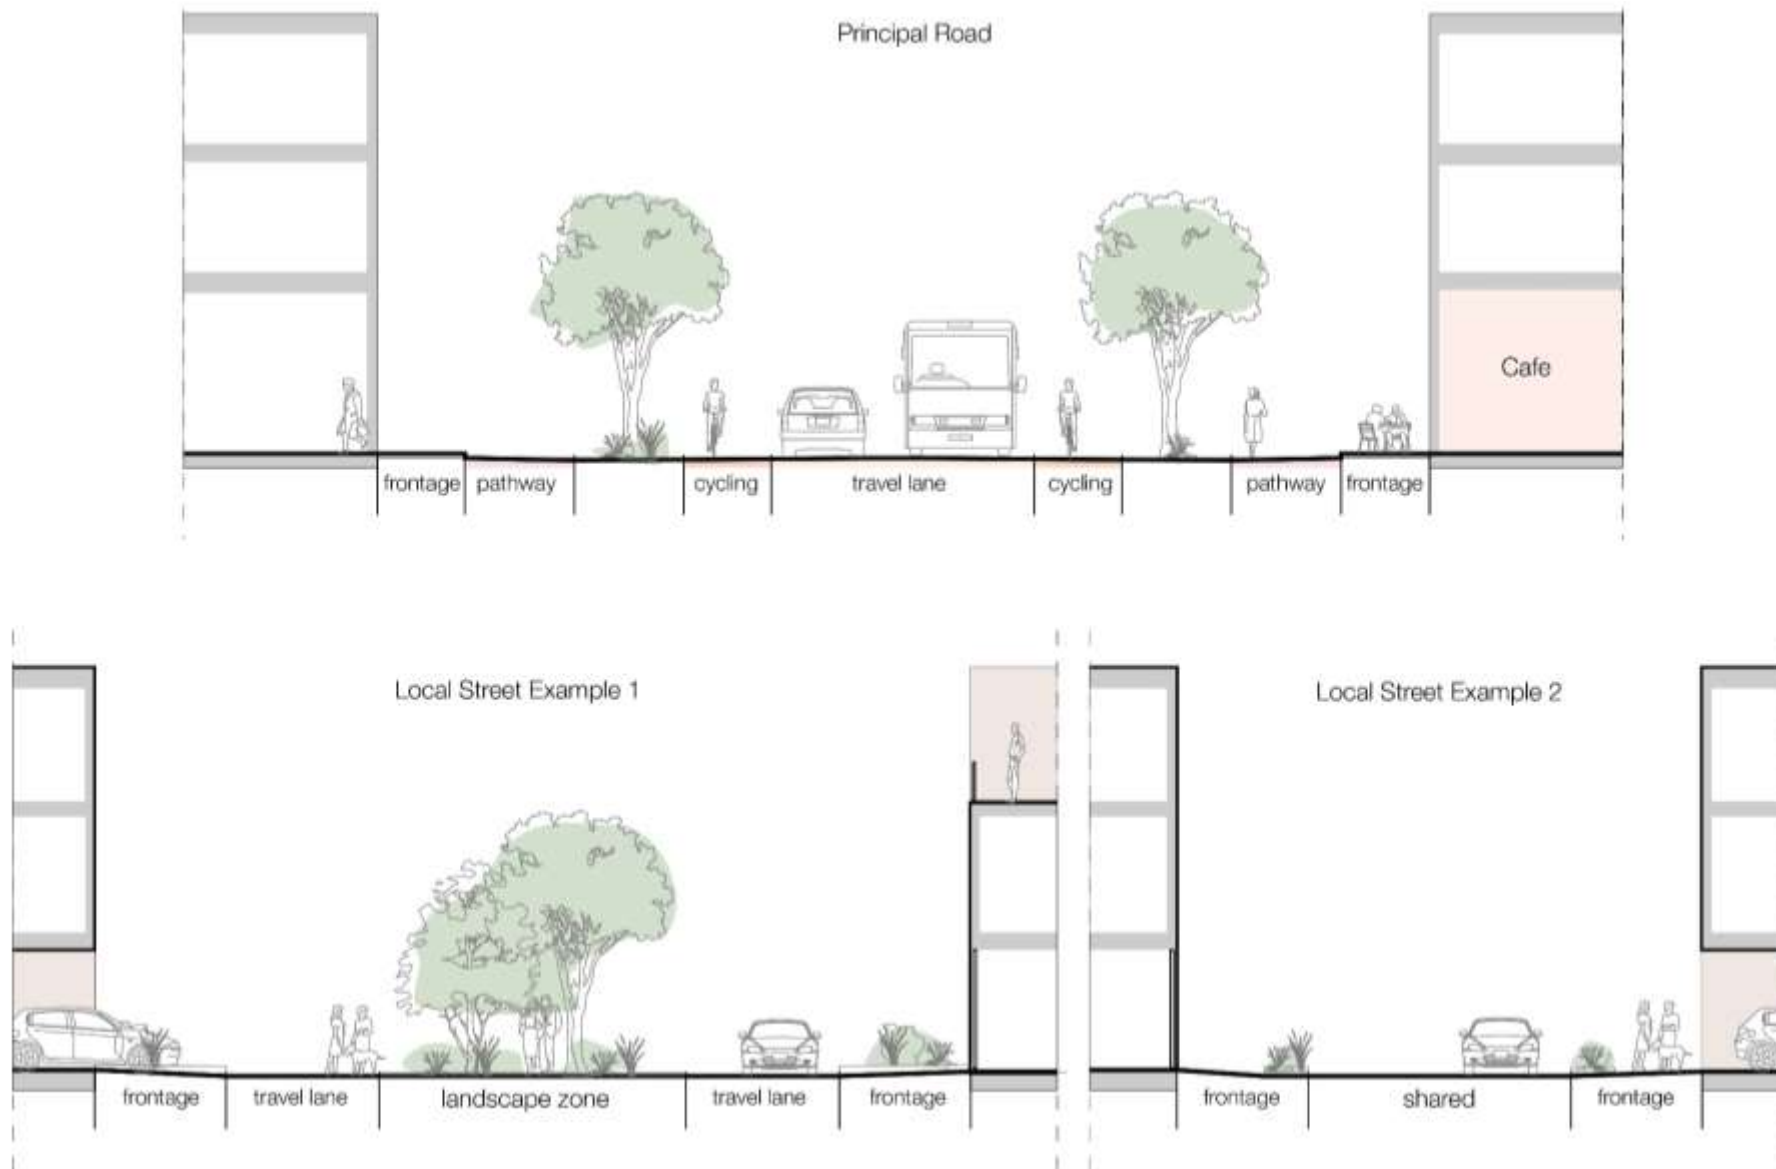 Principal Road
Cafe
frontage pathway cycling travel lane cycling pathway frontage
Local Street Example 1
Local Street Example 2
frontage travel lane landscape zone travel lane frontage
frontage shared frontage